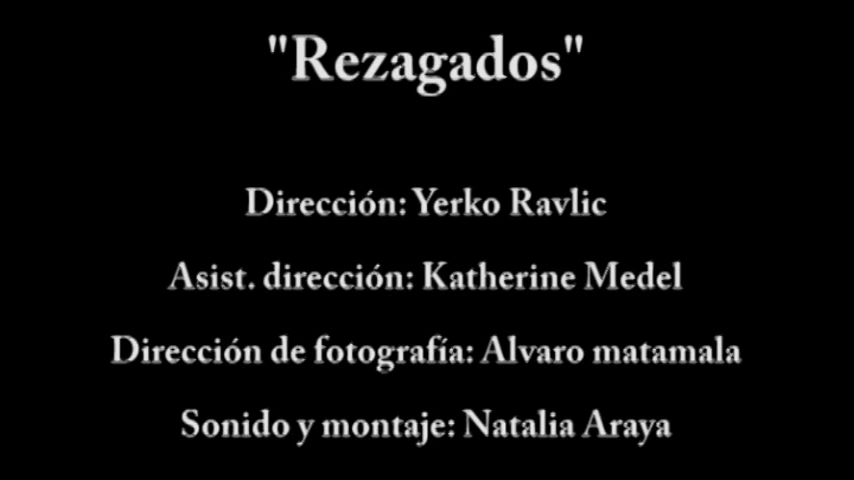 "Rezagados"
Dirección: Yerko Ravlic
Asist. dirección: Katherine Medel
Dirección de fotografía: Alvaro matamala
Sonido y montaje: Natalia Araya